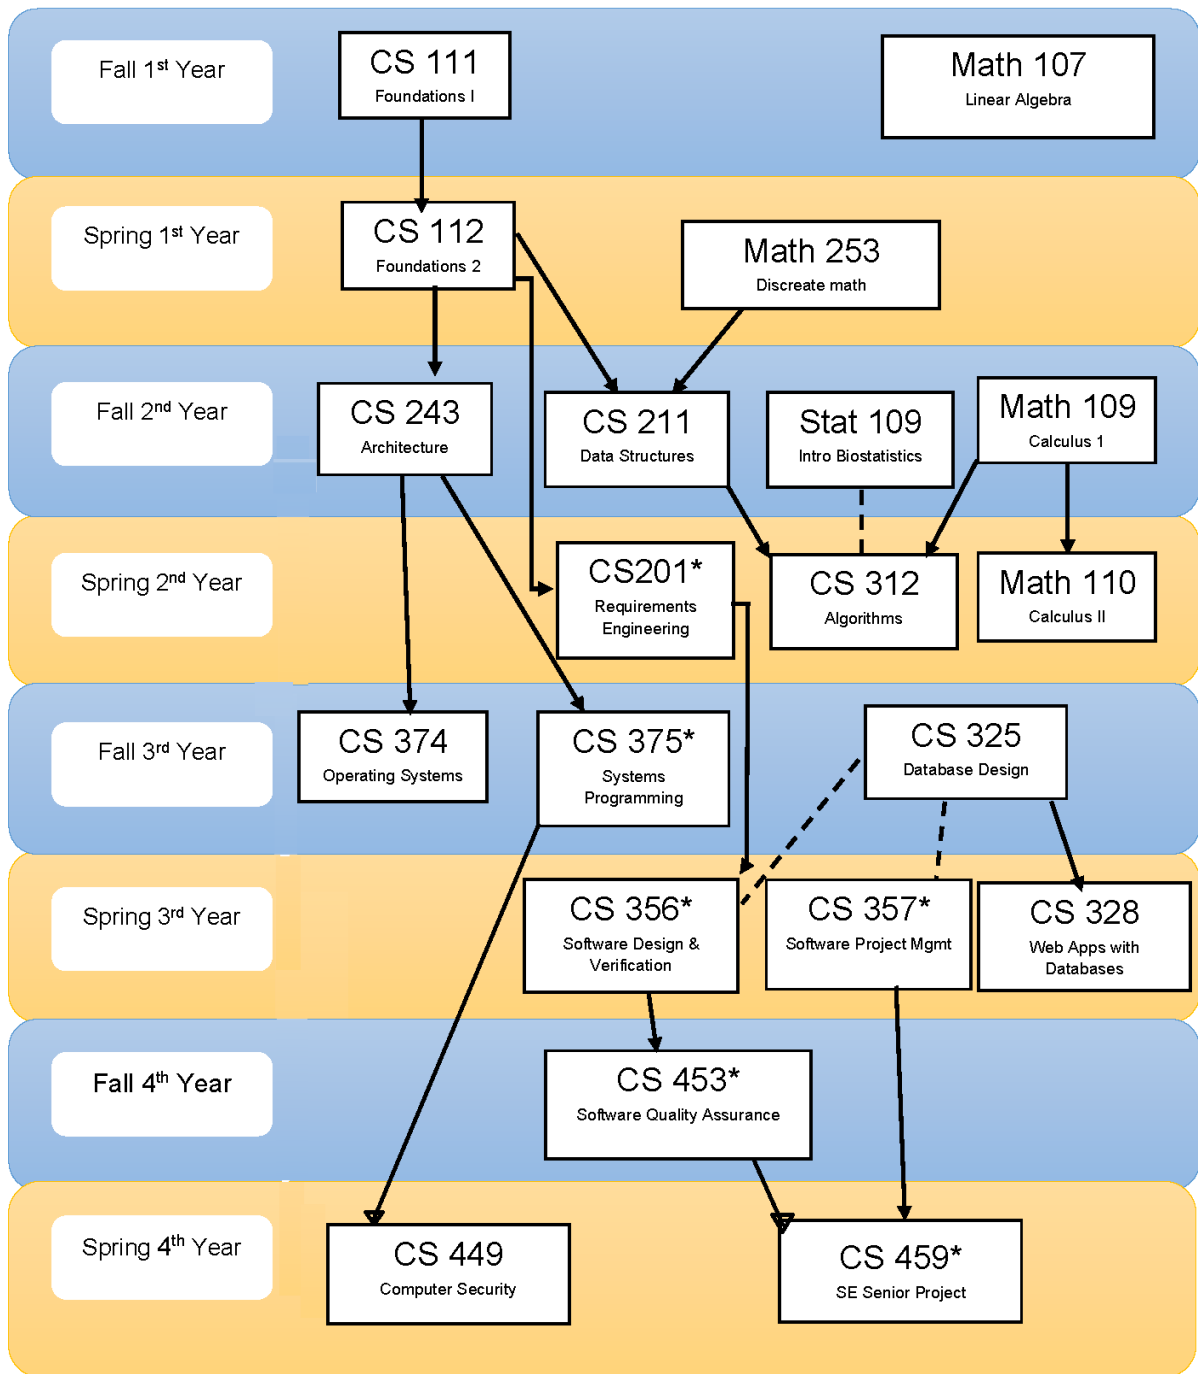 Fall 1st Year
CS 111
Foundations I
Math 107
Linear Algebra
Spring 1st Year
CS 112
Foundations 2
Math 253
Discreate math
Fall 2nd Year
CS 243
Architecture
CS 211
Data Structures
Stat 109
Intro Biostatistics
Math 109
Calculus 1
Spring 2nd Year
CS201*
Requirements
Engineering
CS 312
Algorithms
Math 110
Calculus II
Fall 3rd Year
CS 374
Operating Systems
CS 375*
Systems
Programming
CS 325
Database Design
Spring 3rd Year
CS 356*
Software Design &
Verification
CS 357*
Software Project Mgmt
CS 328
Web Apps with
Databases
Fall 4th Year
CS 453*
Software Quality Assurance
Spring 4th Year
CS 449
Computer Security
CS 459*
SE Senior Project